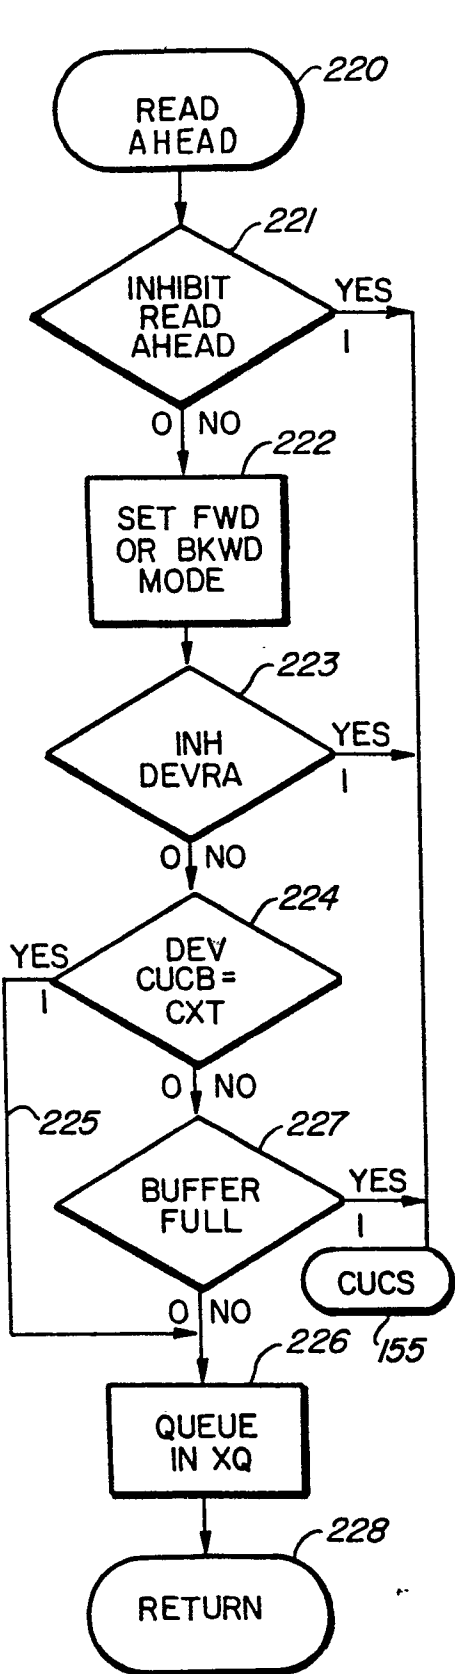 220
READ
AHEAD
221
INHIBIT
READ
AHEAD
YES
1
0 NO
222
SET FWD
OR BKWD
MODE
223
INH
DEVRA
YES
1
0 NO
224
DEV
CUCB =
CXT
YES
1
0 NO
225
227
BUFFER
FULL
YES
1
0 NO
CUCS
155
226
QUEUE
IN XQ
228
RETURN